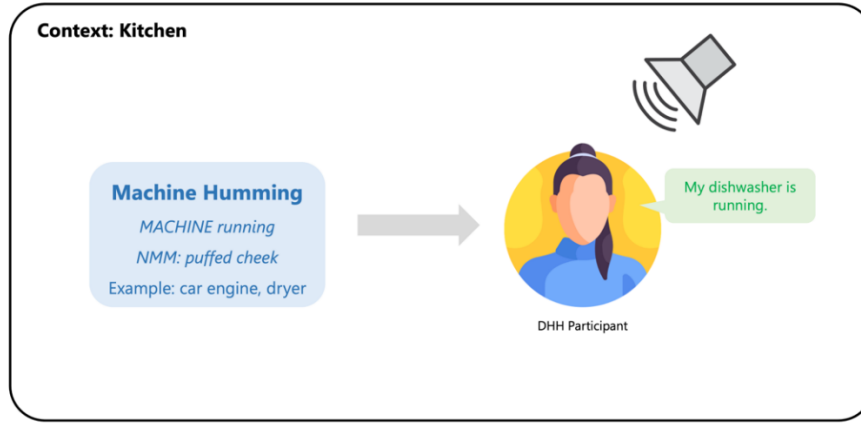 Context: Kitchen
Machine Humming
MACHINE running
NMM: puffed cheek
Example: car engine, dryer
My dishwasher is
running.
DHH Participant